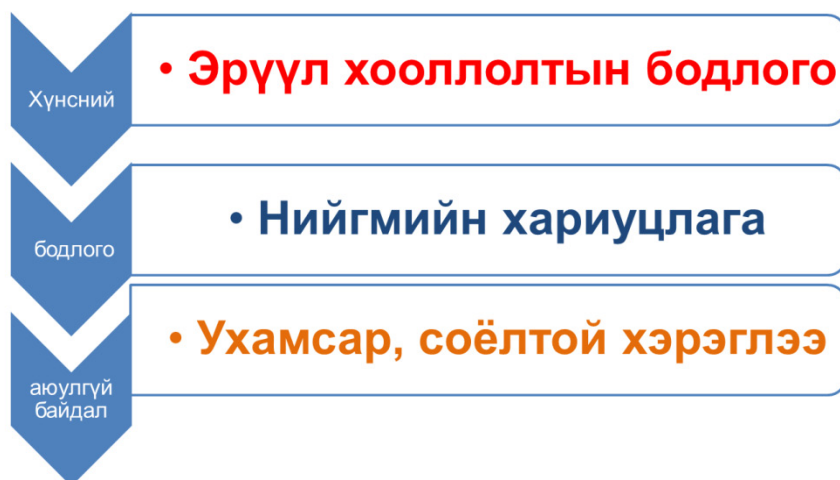 Хүнсний
• Эрүүл хооллолтын бодлого
бодлого
• Нийгмийн хариуцлага
аюулгүй
байдал
• Ухамсар, соёлтой хэрэглээ